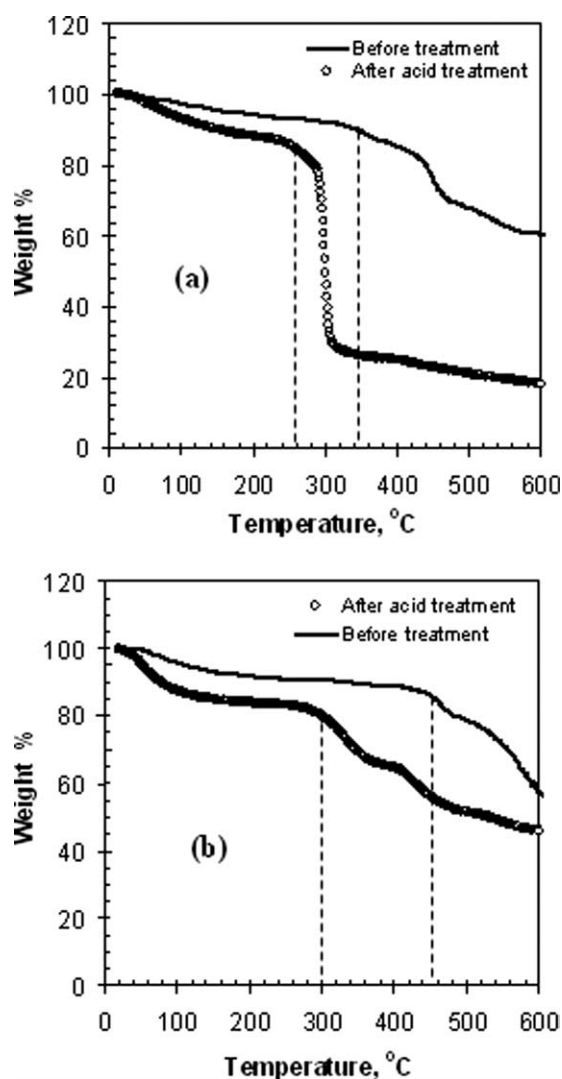 120
100
80
60
40
20
0
Weight %
Before treatment
After acid treatment
(a)
0 100 200 300 400 500 600
Temperature, °C
120
100
80
60
40
20
0
Weight %
After acid treatment
Before treatment
(b)
0 100 200 300 400 500 600
Temperature, °C